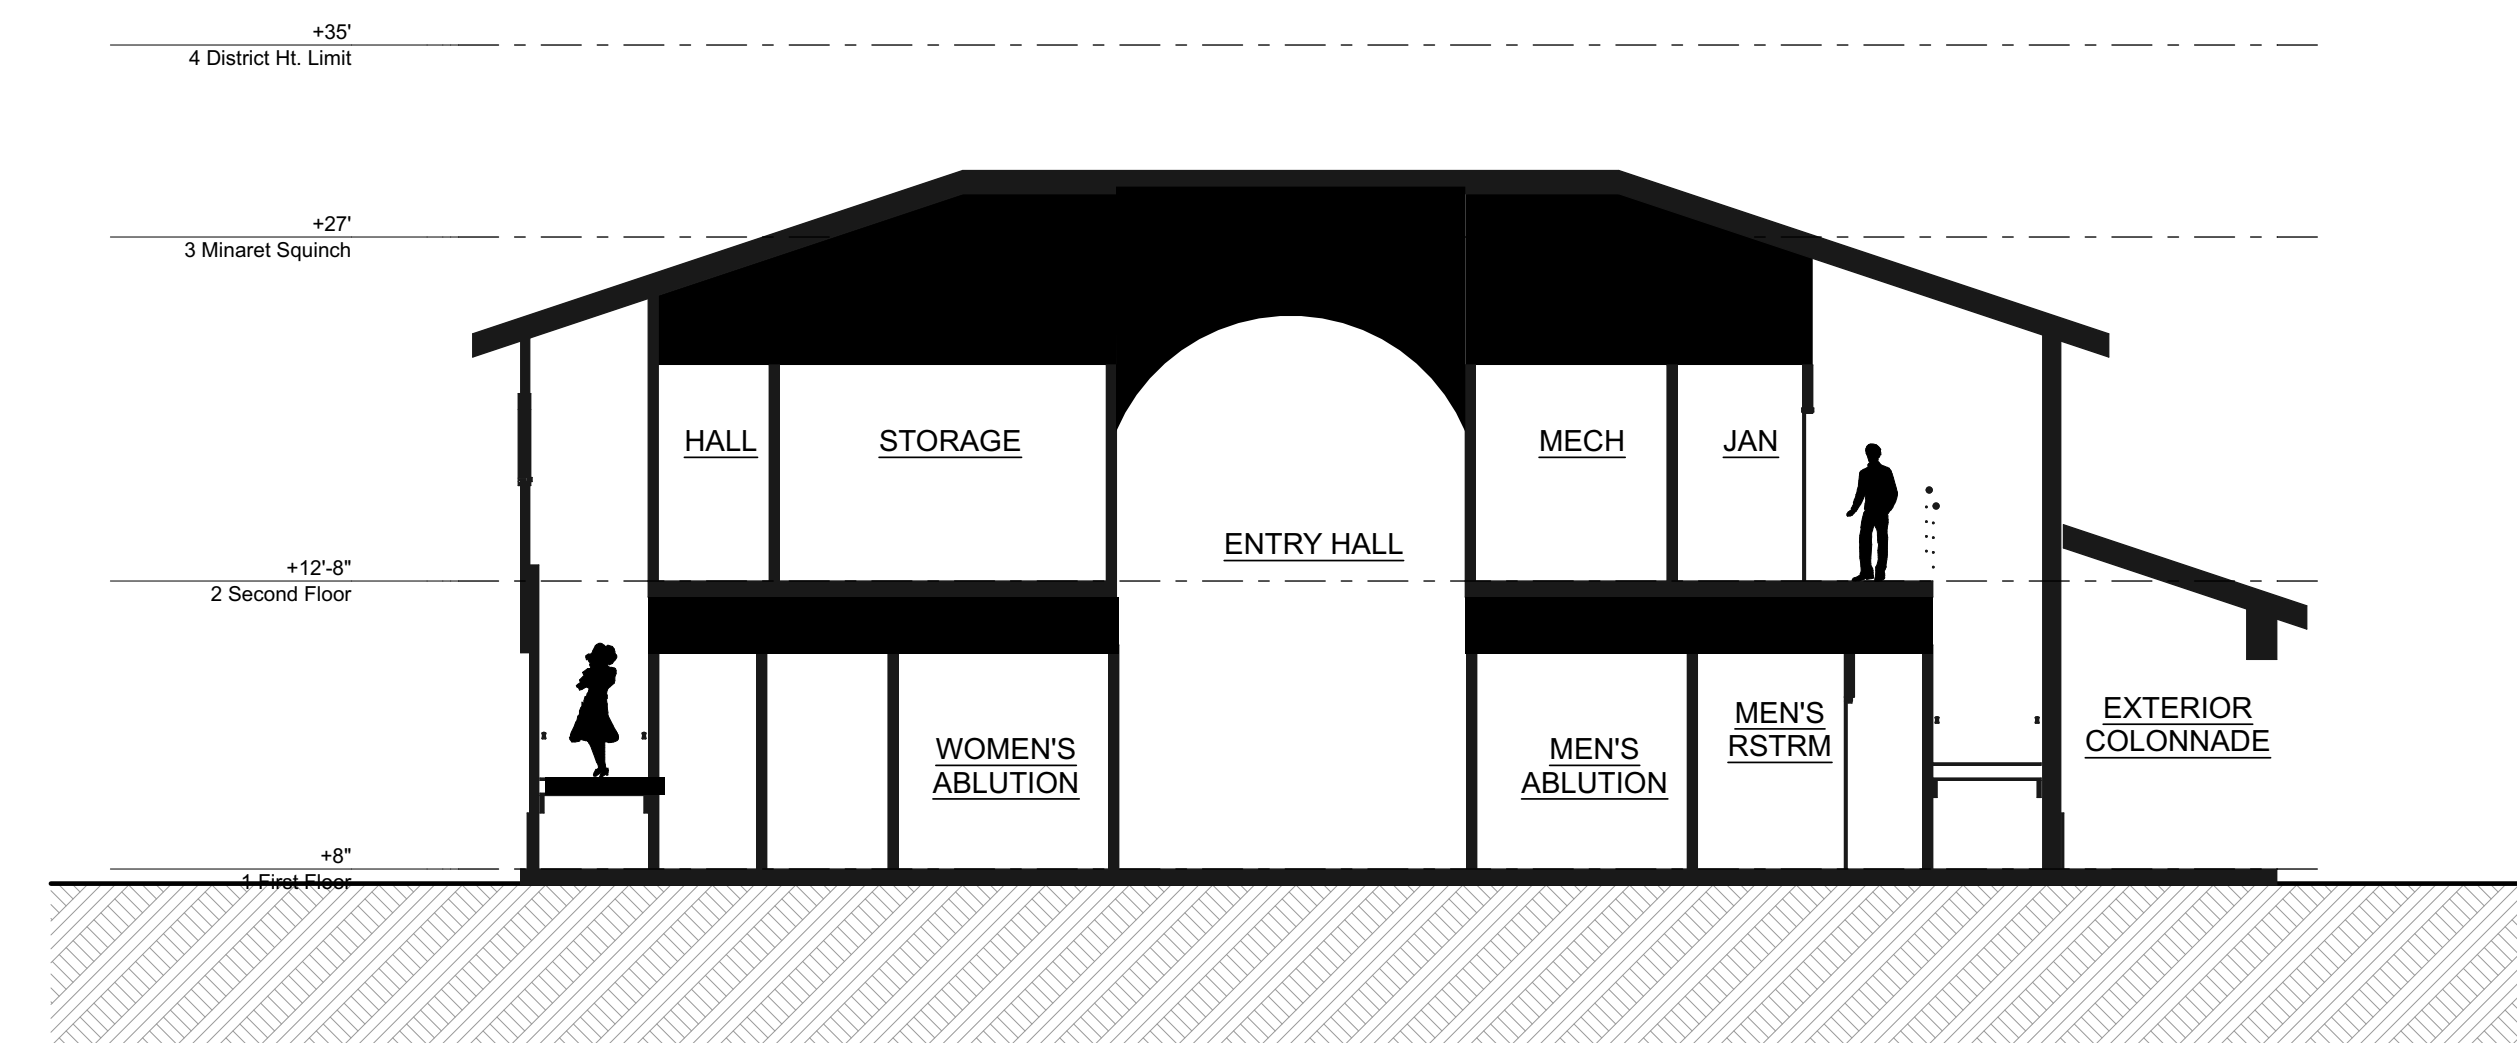 +35'
4 District Ht. Limit
+27'
3 Minaret Squinch
HALL
STORAGE
MECH
JAN
ENTRY HALL
+12'-8"
2 Second Floor
WOMEN'S
ABLUTION
MEN'S
ABLUTION
MEN'S
RSTRM
EXTERIOR
COLONNADE
+8"
1 First Floor